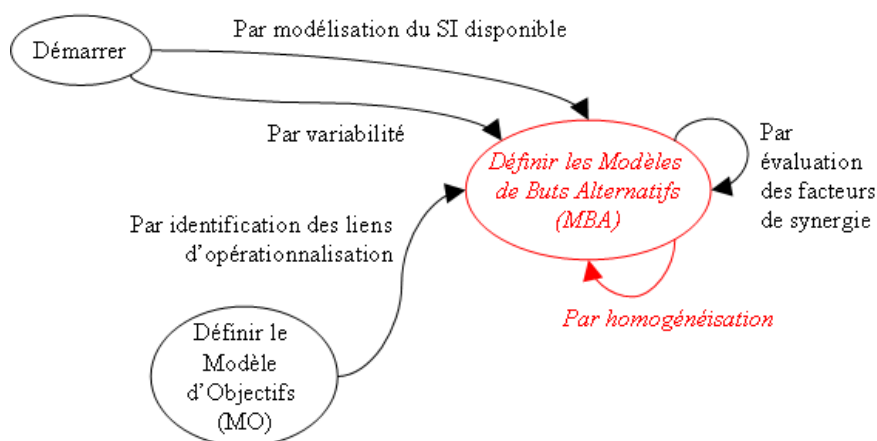 Par modélisation du SI disponible
Démarrer
Par variabilité
Définir les Modèles
de Buts Alternatifs
(MBA)
Par
évaluation
des facteurs
de synergie
Par identification des liens
d'opérationnalisation
Par homogénéisation
Définir le
Modèle
d'Objectifs
(MO)